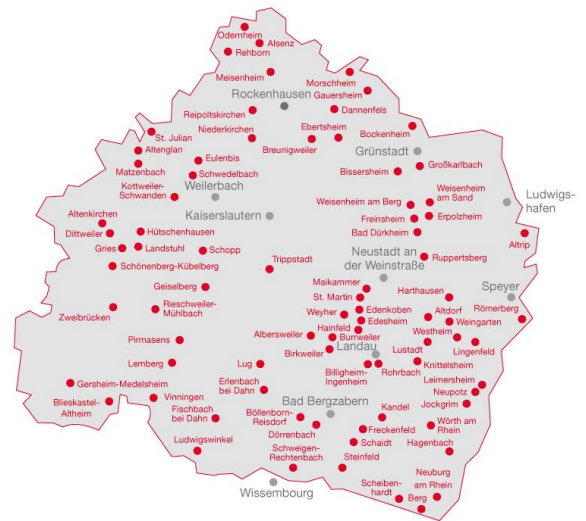 Odernheim
Alsenz
Rehborn
Meisenheim
Morschheim
Gauersheim
Rockenhausen
Dannenfels
Reipoltskirchen
Niederkirchen
Ebertsheim
Bockenheim
St. Julian
Breunigweiler
Altenglan
Grünstadt
Eulenbis
Matzenbach
Schwedelbach
Großkarlbach
Bissersheim
Kottweiler-
Schwanden
Weilerbach
Weisenheim
am Sand
Ludwigs-
hafen
Weisenheim am Berg
Altenkirchen
Kaiserslautern
Freinsheim
Erpolzheim
Dittweiler
Hütschenhausen
Bad Dürkheim
Altrip
Gries
Landstuhl
Schopp
Neustadt an
der Weinstraße
Ruppertsberg
Schönenberg-Kübelberg
Trippstadt
Maikammer
Speyer
Geiselberg
St. Martin
Harthausen
Römerberg
Zweibrücken
Rieschweiler-
Mühlbach
Weyher
Edenkoben
Altdorf
Edesheim
Weingarten
Hainfeld
Albersweiler
Burrweiler
Westheim
Pirmasens
Birkweiler
Landau
Lustadt
Lingenfeld
Lemberg
Lug
Billigheim-
Ingenheim
Rohrbach
Knittelsheim
Leimersheim
Gersheim-Medelsheim
Erlenbach
bei Dahn
Neupotz
Blieskastel-
Altheim
Vinningen
Bad Bergzabern
Jockgrim
Fischbach
bei Dahn
Böllenborn-
Reisdorf
Kandel
Wörth am
Rhein
Dörrenbach
Freckenfeld
Ludwigswinkel
Schaidt
Hagenbach
Schweigen-
Rechtenbach
Steinfeld
Neuburg
am Rhein
Wissembourg
Scheiben-
hardt
Berg